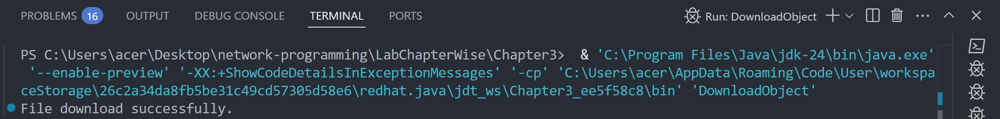 PROBLEMS 16 OUTPUT DEBUG CONSOLE TERMINAL PORTS Run: DownloadObject
PS C:\Users\acer\Desktop\network-programming\LabChapterWise\Chapter3>  & 'C:\Program Files\Java\jdk-24\bin\java.exe'
 '--enable-preview' '-XX:+ShowCodeDetailsInExceptionMessages' '-cp' 'C:\Users\acer\AppData\Roaming\Code\User\workspa
ceStorage\26c2a34da8fb5be31c49cd57305d58e6\redhat.java\jdt_ws\Chapter3_ee5f58c8\bin' 'DownloadObject'
File download successfully.